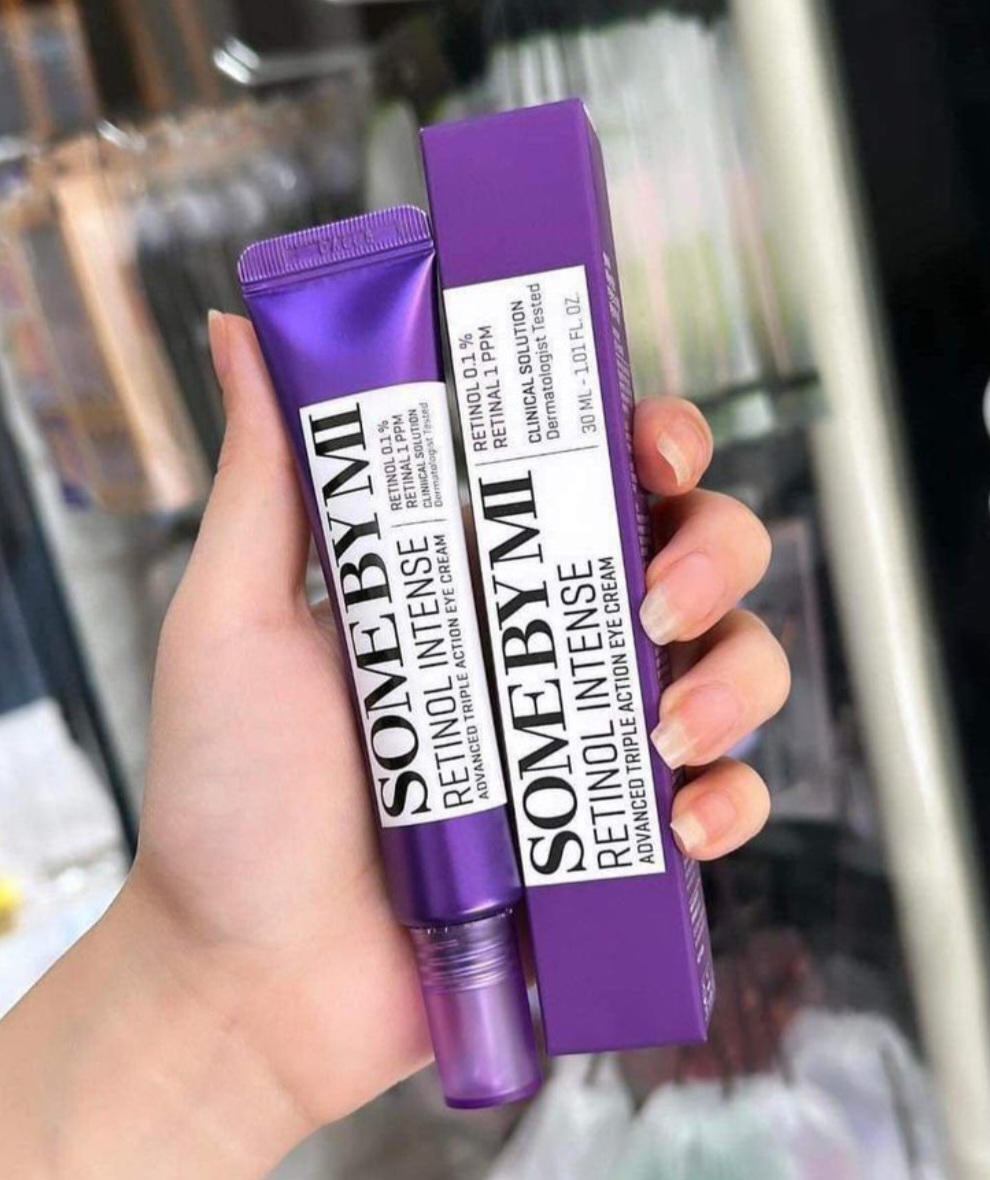 SOMEBYMI
RETINOL INTENSE
ADVANCED TRIPLE ACTION EYE CREAM
RETINOL 0.1 %
RETINAL 1 PPM
CLINICAL SOLUTION
Dermatologist Tested
SOMEBYMI
RETINOL INTENSE
ADVANCED TRIPLE ACTION EYE CREAM
RETINOL 0.1 %
RETINAL 1 PPM
CLINICAL SOLUTION
Dermatologist Tested
30 ML - 1.01 FL. OZ.